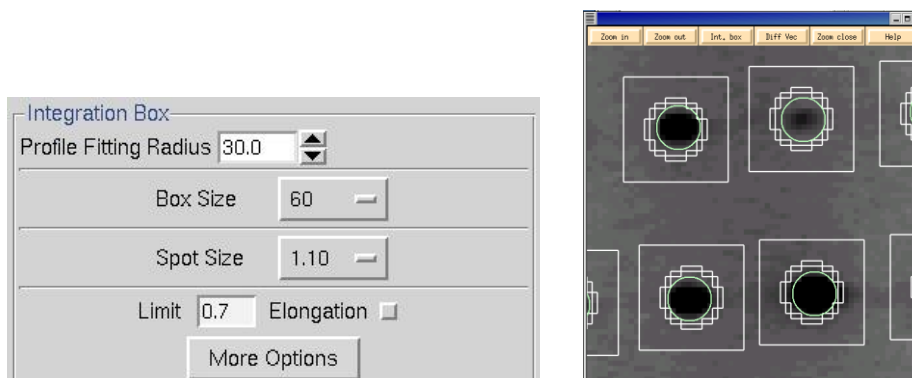 Integration Box
Profile Fitting Radius 30.0
Box Size 60
Spot Size 1.10
Limit 0.7 Elongation
More Options
Zoom in Zoom out Int. box Diff Vec Zoom close Help